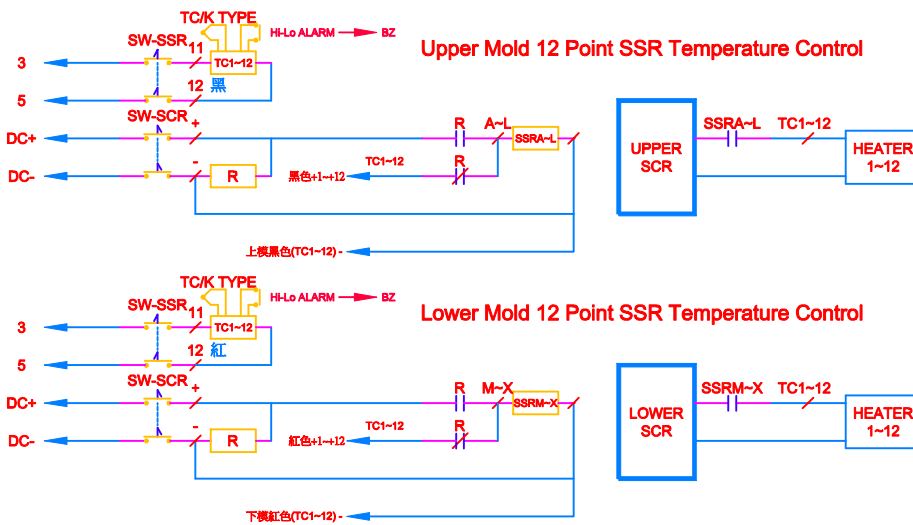 TC/K TYPE
Hi-Lo ALARM
BZ
SW-SSR
11
Upper Mold 12 Point SSR Temperature Control
3
TC1~12
12 黑
5
SW-SCR
+
R
A~L
SSRA~L
SSRA~L
TC1~12
DC+
UPPER
SCR
HEATER
1~12
-
R
TC1~12
R
DC-
黑色+1~+12
上模黑色(TC1~12) -
TC/K TYPE
Hi-Lo ALARM
BZ
SW-SSR
11
Lower Mold 12 Point SSR Temperature Control
3
TC1~12
12 紅
5
SW-SCR
+
R
M~X
SSRM~X
SSRM~X
TC1~12
DC+
LOWER
SCR
HEATER
1~12
-
R
TC1~12
R
DC-
紅色+1~+12
下模紅色(TC1~12) -